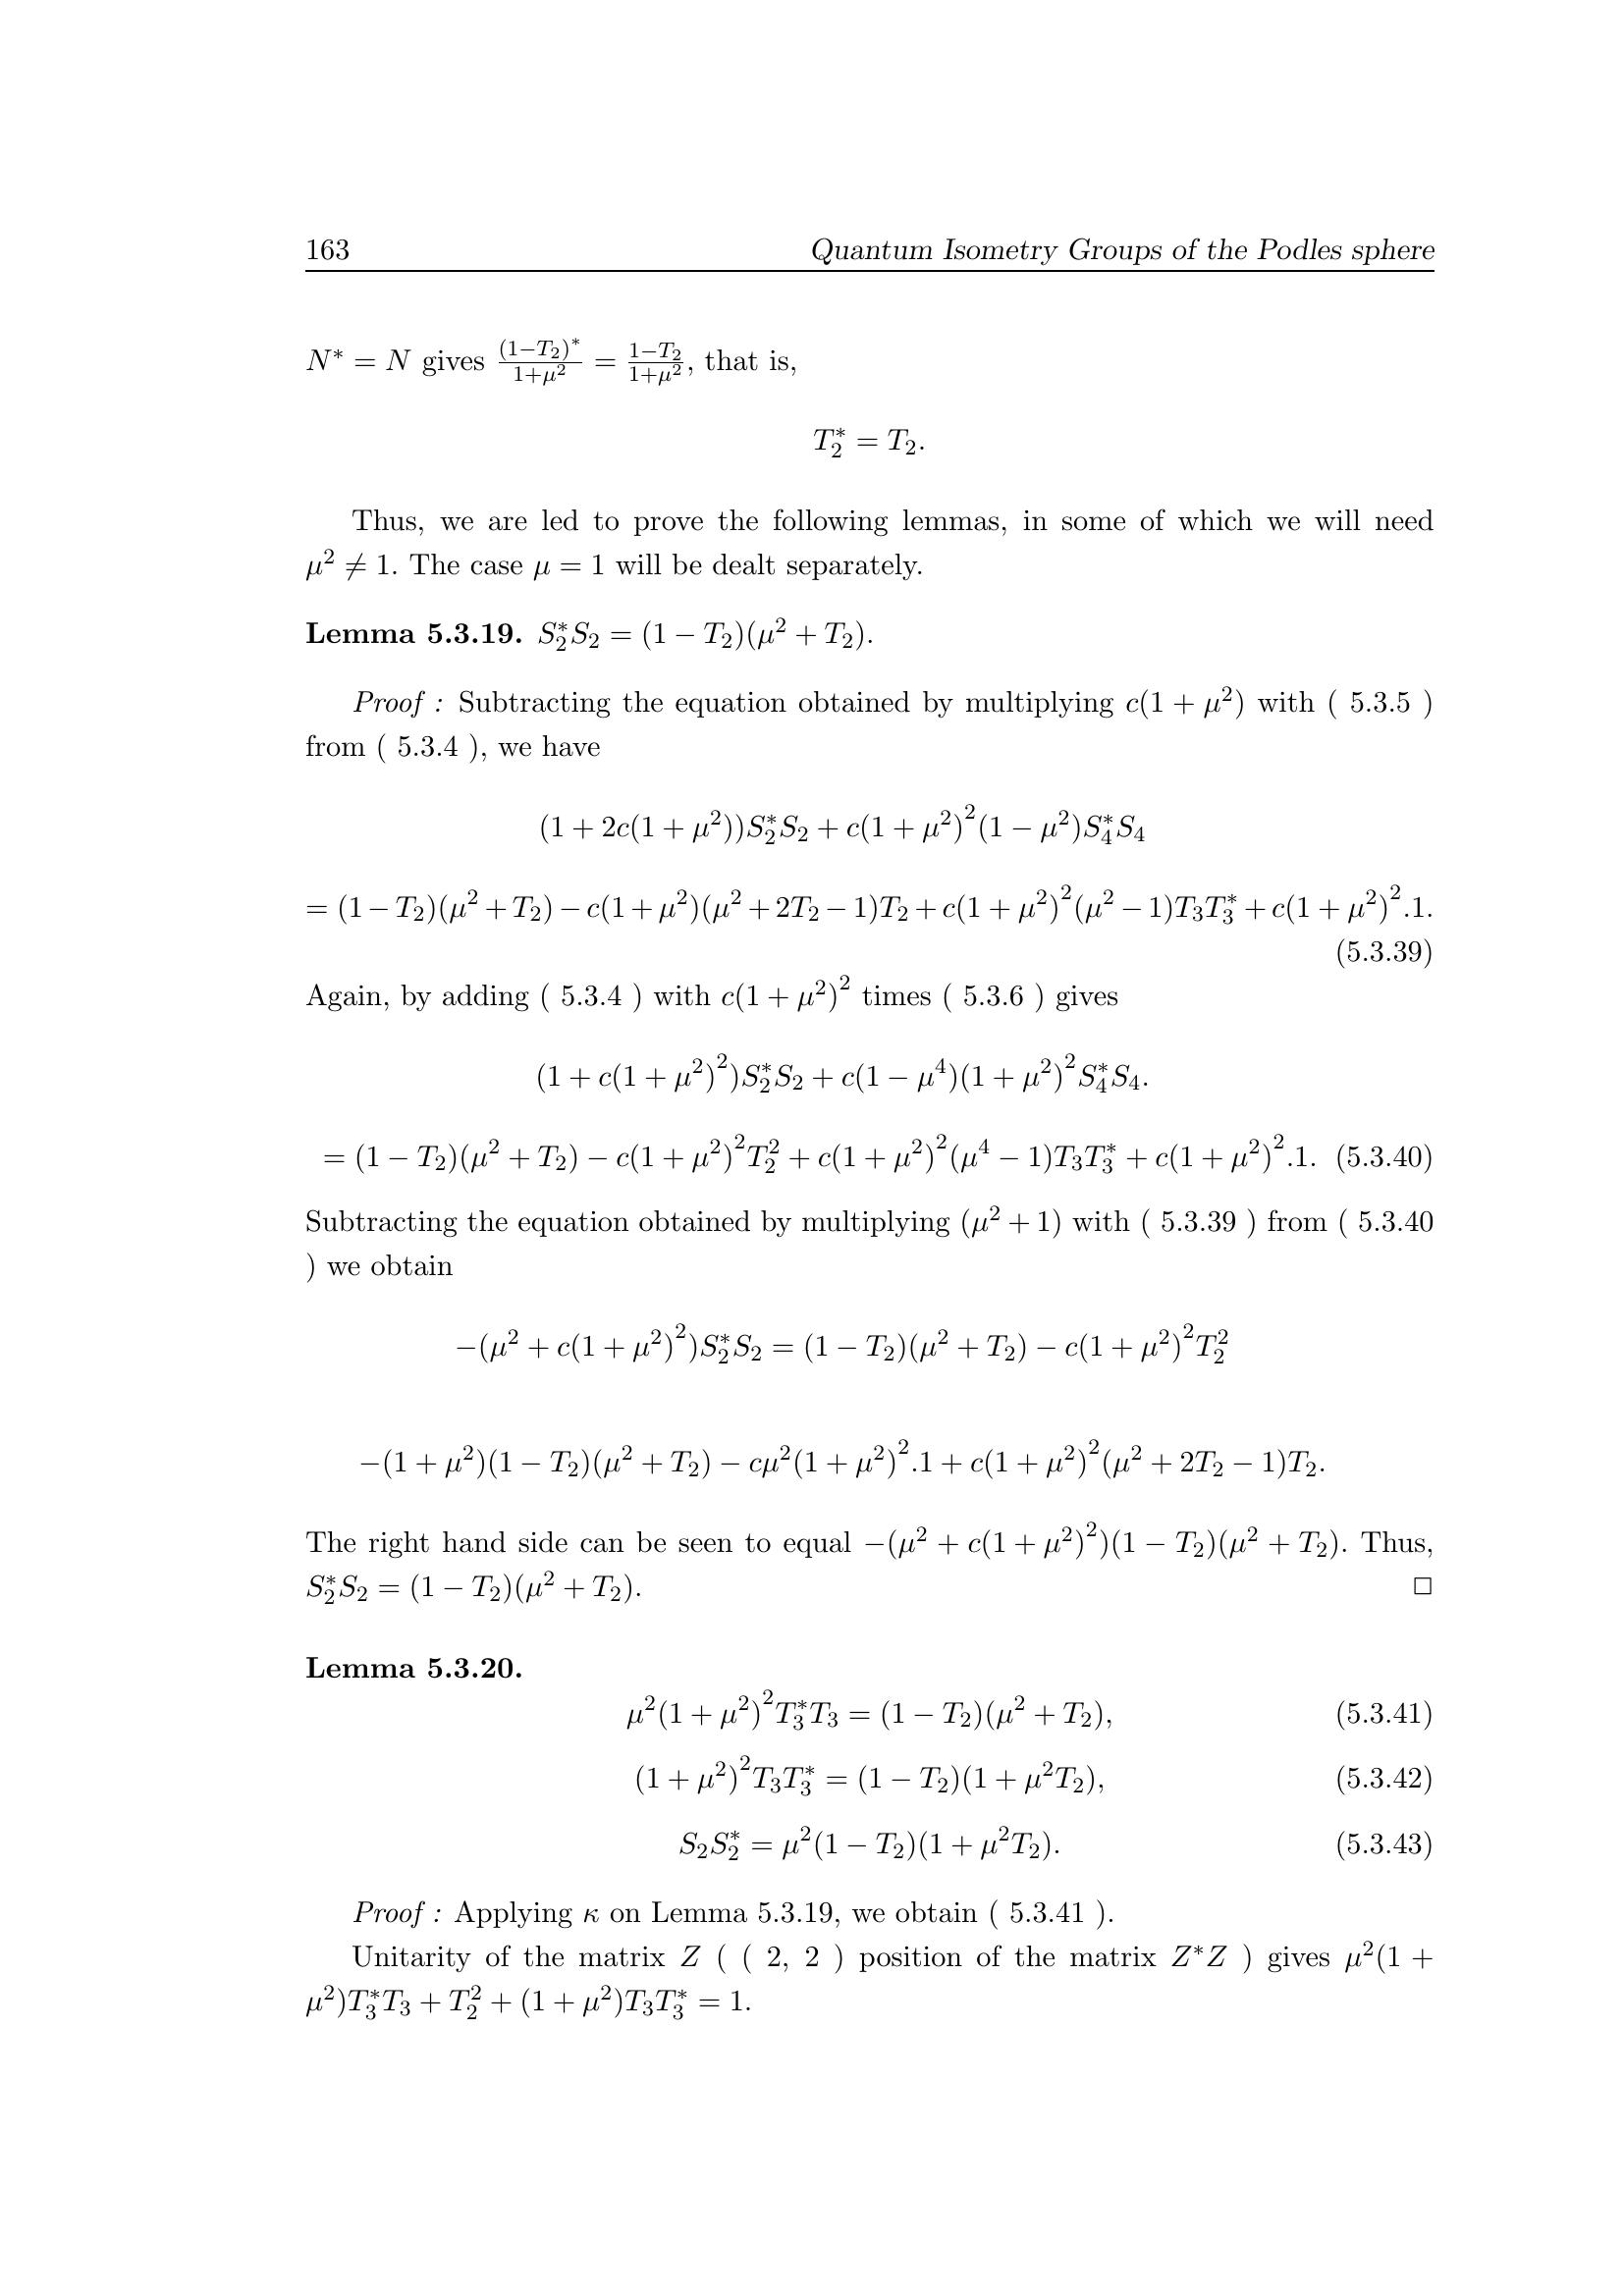 163 Quantum Isometry Groups of the Podles sphere
$N^* = N$ gives $\frac{(1-T_2)^*}{1+\mu^2} = \frac{1-T_2}{1+\mu^2}$, that is,
$T_2^* = T_2.$
Thus, we are led to prove the following lemmas, in some of which we will need
$\mu^2 \neq 1$. The case $\mu = 1$ will be dealt separately.
Lemma 5.3.19. $S_2^*S_2 = (1 - T_2)(\mu^2 + T_2)$.
Proof : Subtracting the equation obtained by multiplying $c(1 + \mu^2)$ with ( 5.3.5 )
from ( 5.3.4 ), we have
$(1 + 2c(1 + \mu^2))S_2^*S_2 + c(1 + \mu^2)^2(1 - \mu^2)S_4^*S_4$
$= (1 - T_2)(\mu^2 + T_2) - c(1 + \mu^2)(\mu^2 + 2T_2 - 1)T_2 + c(1 + \mu^2)^2(\mu^2 - 1)T_3T_3^* + c(1 + \mu^2)^2.1.$
(5.3.39)
Again, by adding ( 5.3.4 ) with $c(1 + \mu^2)^2$ times ( 5.3.6 ) gives
$(1 + c(1 + \mu^2)^2)S_2^*S_2 + c(1 - \mu^4)(1 + \mu^2)^2S_4^*S_4.$
$= (1 - T_2)(\mu^2 + T_2) - c(1 + \mu^2)^2T_2^2 + c(1 + \mu^2)^2(\mu^4 - 1)T_3T_3^* + c(1 + \mu^2)^2.1.$ (5.3.40)
Subtracting the equation obtained by multiplying $(\mu^2 + 1)$ with ( 5.3.39 ) from ( 5.3.40
) we obtain
$-(\mu^2 + c(1 + \mu^2)^2)S_2^*S_2 = (1 - T_2)(\mu^2 + T_2) - c(1 + \mu^2)^2T_2^2$
$-(1 + \mu^2)(1 - T_2)(\mu^2 + T_2) - c\mu^2(1 + \mu^2)^2.1 + c(1 + \mu^2)^2(\mu^2 + 2T_2 - 1)T_2.$
The right hand side can be seen to equal $-(\mu^2 + c(1 + \mu^2)^2)(1 - T_2)(\mu^2 + T_2)$. Thus,
$S_2^*S_2 = (1 - T_2)(\mu^2 + T_2)$. □
Lemma 5.3.20.
$\mu^2(1 + \mu^2)^2T_3^*T_3 = (1 - T_2)(\mu^2 + T_2),$ (5.3.41)
$(1 + \mu^2)^2T_3T_3^* = (1 - T_2)(1 + \mu^2T_2),$ (5.3.42)
$S_2S_2^* = \mu^2(1 - T_2)(1 + \mu^2T_2).$ (5.3.43)
Proof : Applying $\kappa$ on Lemma 5.3.19, we obtain ( 5.3.41 ).
Unitarity of the matrix $Z$ ( ( 2, 2 ) position of the matrix $Z^*Z$ ) gives $\mu^2(1 +$
$\mu^2)T_3^*T_3 + T_2^2 + (1 + \mu^2)T_3T_3^* = 1.$